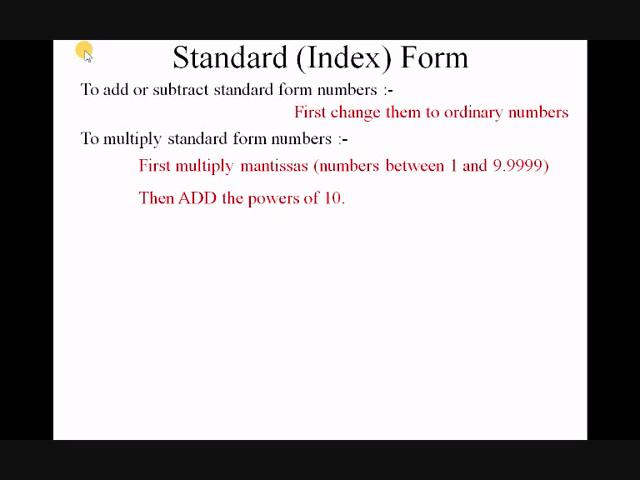 Standard (Index) Form
To add or subtract standard form numbers :-
First change them to ordinary numbers
To multiply standard form numbers :-
First multiply mantissas (numbers between 1 and 9.9999)
Then ADD the powers of 10.